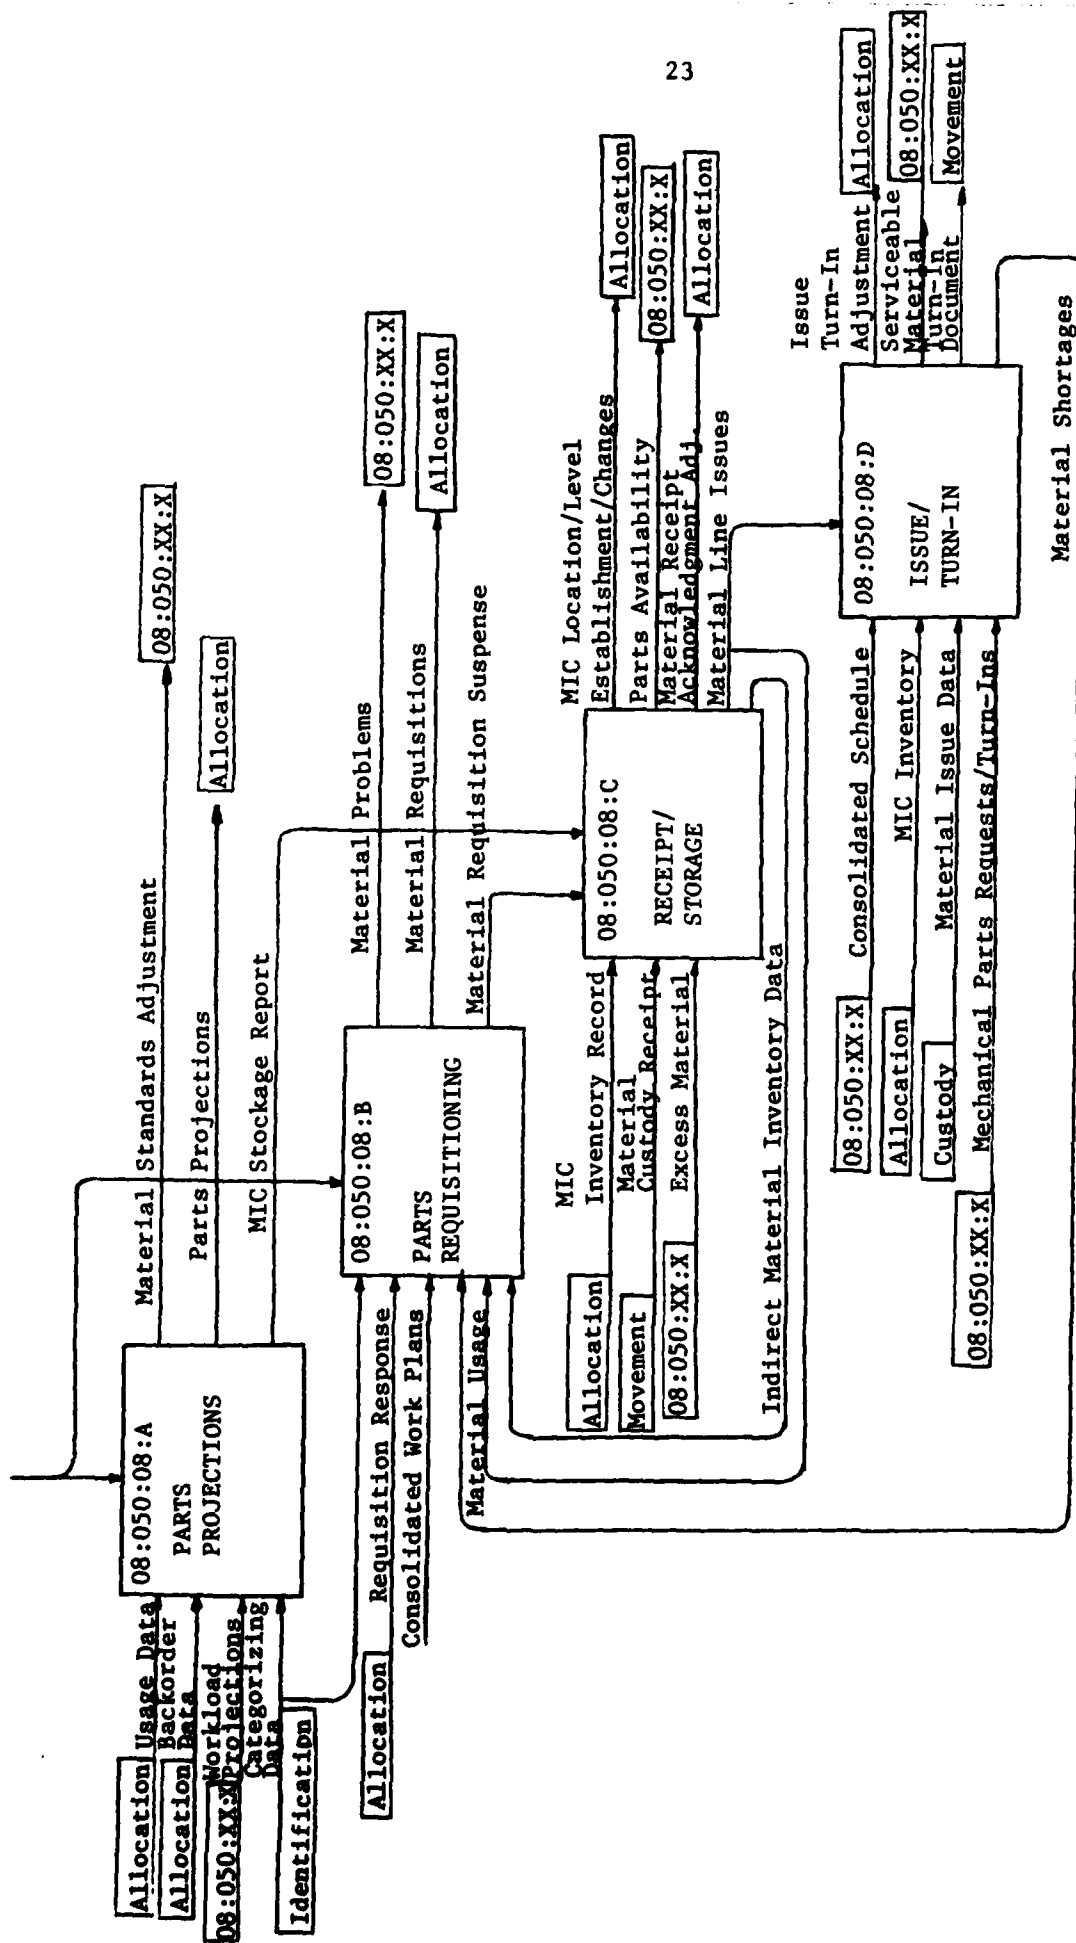 23
08:050:08:A
PARTS
PROJECTIONS
Allocation
Usage Data
Allocation
Backorder
Data
08:050:XX:X
Workload
Projections
Identification
Categorizing
Data
Material Standards Adjustment
08:050:XX:X
Parts Projections
Allocation
MIC Stockage Report
08:050:08:B
PARTS
REQUISITIONING
Allocation
Requisition Response
Consolidated Work Plans
Material Usage
Material Problems
08:050:XX:X
Material Requisitions
Allocation
Material Requisition Suspense
08:050:08:C
RECEIPT/
STORAGE
Allocation
MIC
Inventory Record
Movement
Material
Custody Receipt
08:050:XX:X
Excess Material
Indirect Material Inventory Data
MIC Location/Level
Establishment/Changes
Allocation
Parts Availability
08:050:XX:X
Material Receipt
Acknowledgment Adj.
Allocation
Material Line Issues
08:050:08:D
ISSUE/
TURN-IN
08:050:XX:X
Consolidated Schedule
Allocation
MIC Inventory
Custody
Material Issue Data
08:050:XX:X
Mechanical Parts Requests/Turn-Ins
Issue
Turn-In
Adjustment
Allocation
Serviceable
Material
08:050:XX:X
Turn-In
Document
Movement
Material Shortages